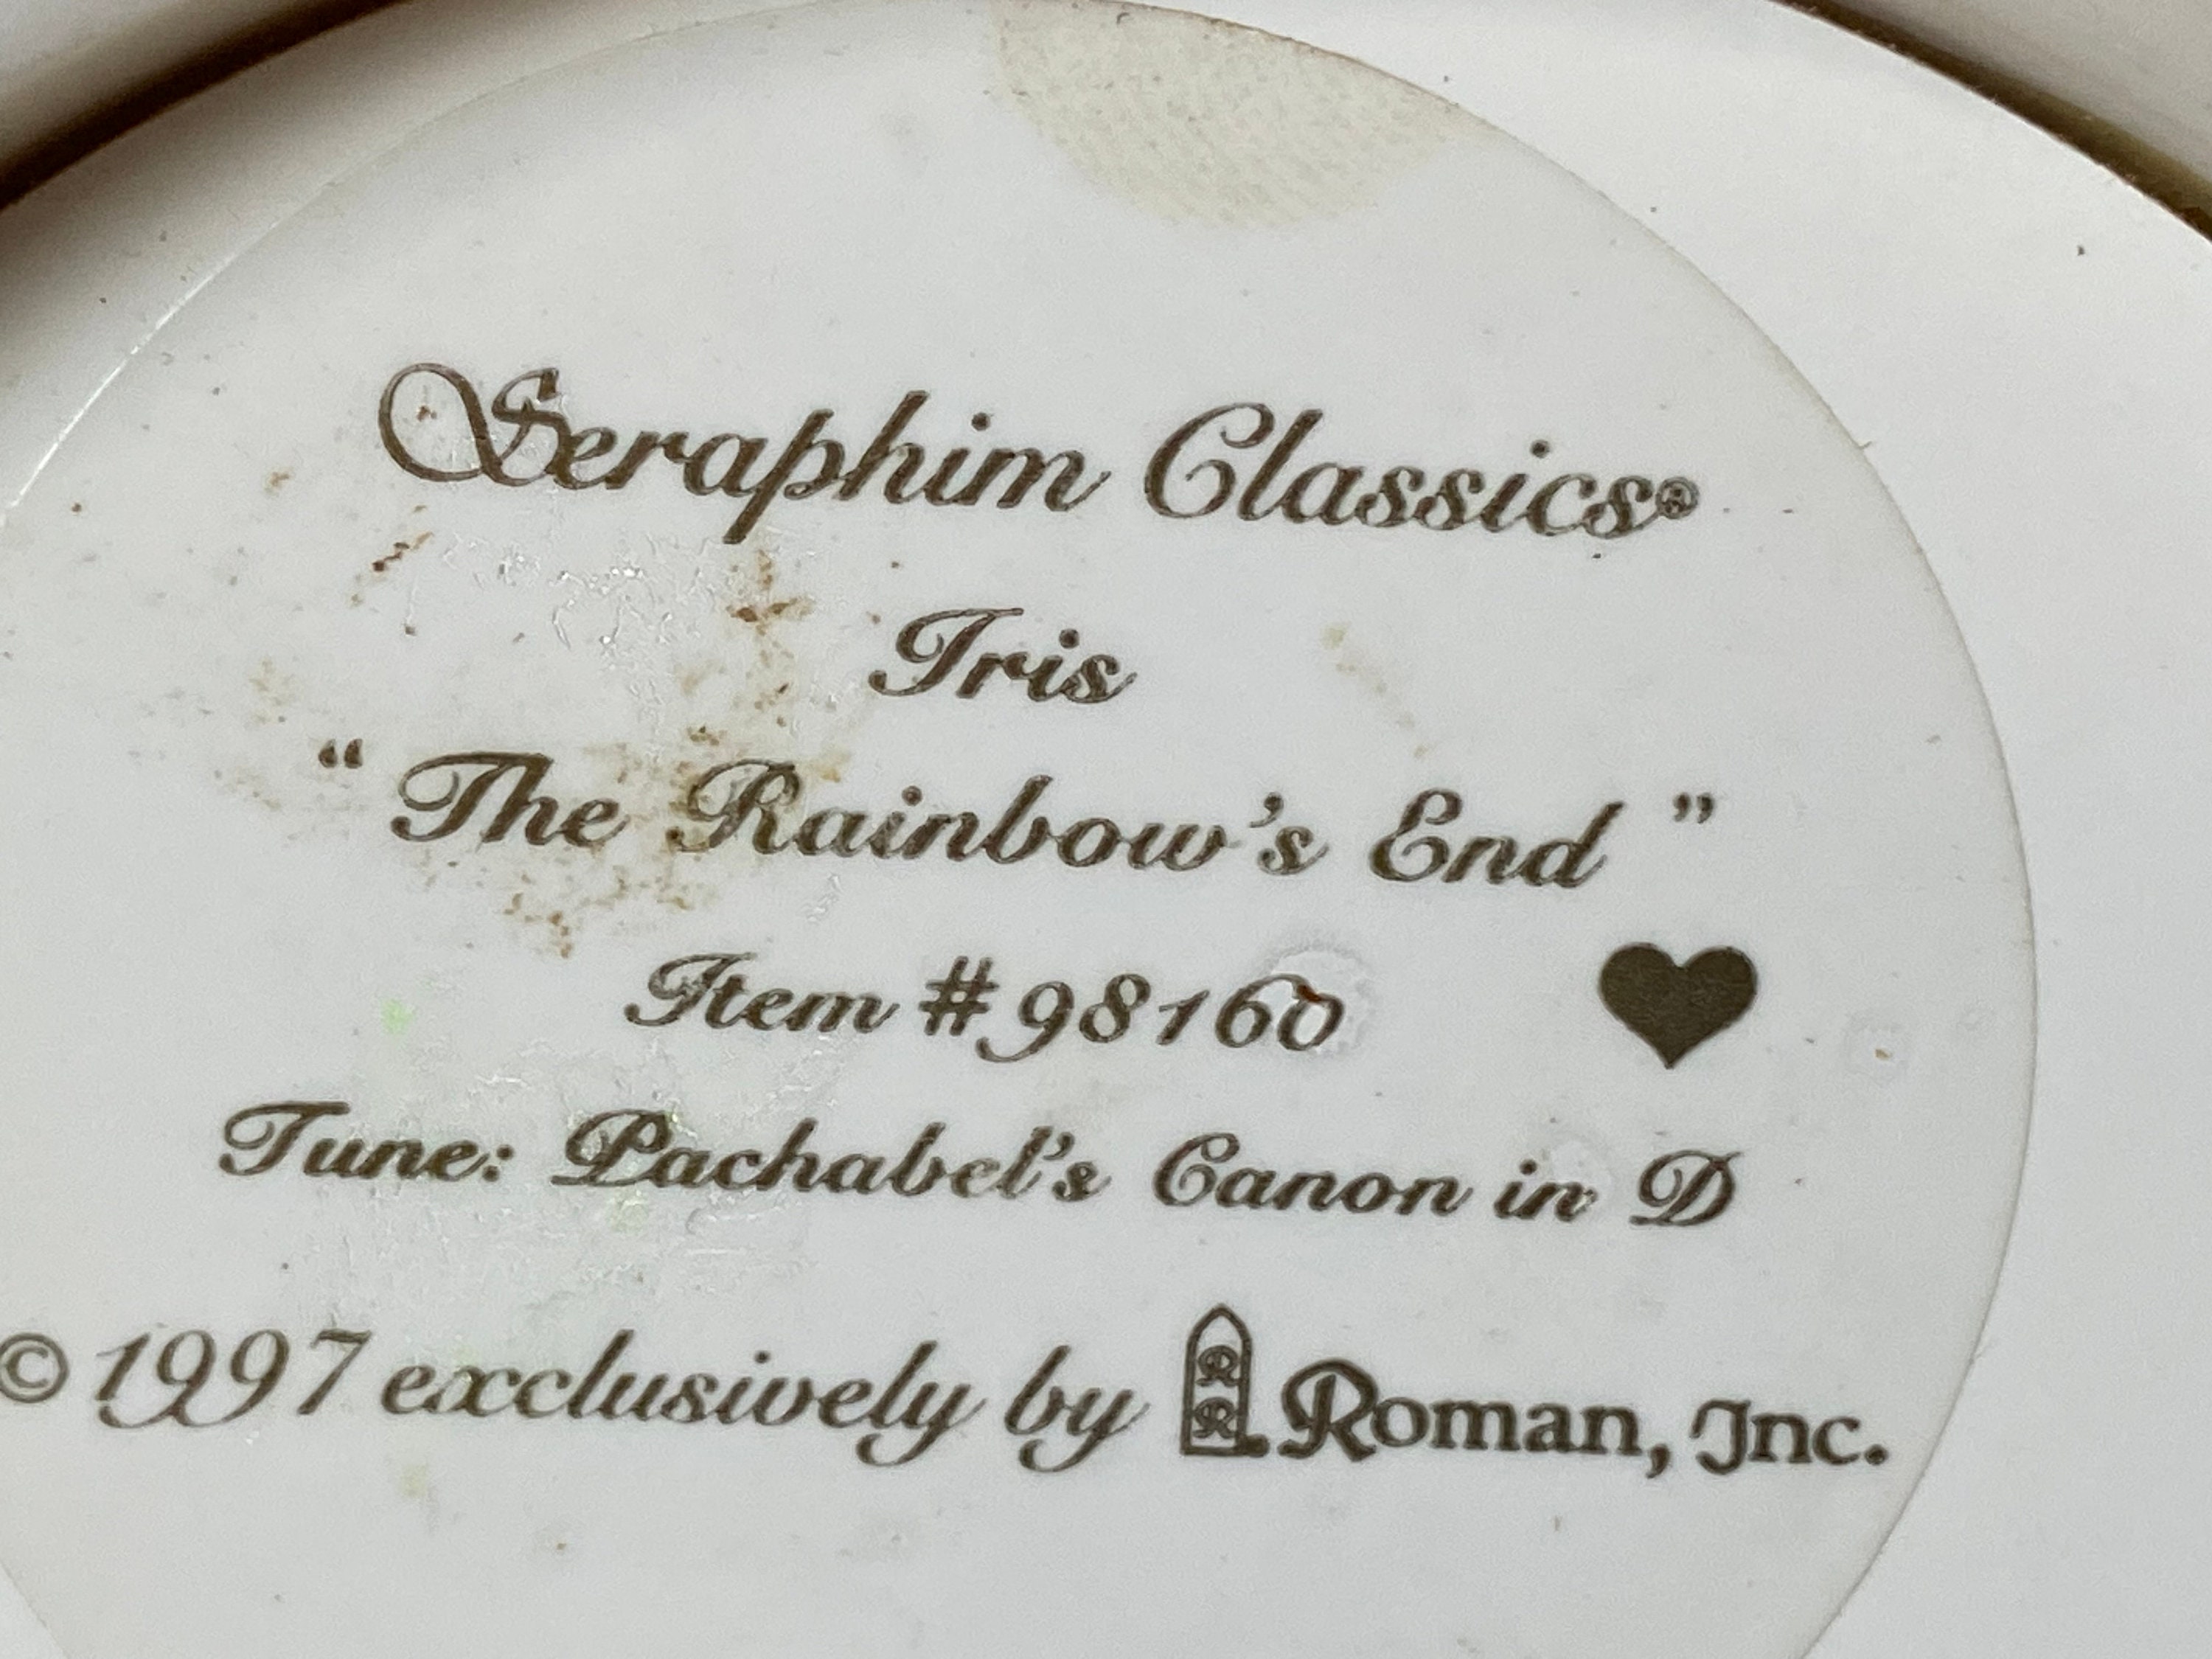 Seraphim Classics®
Iris
“ The Rainbow’s End ”
Item #98160
Tune: Pachabel’s Canon in D
© 1997 exclusively by R R Roman, Inc.